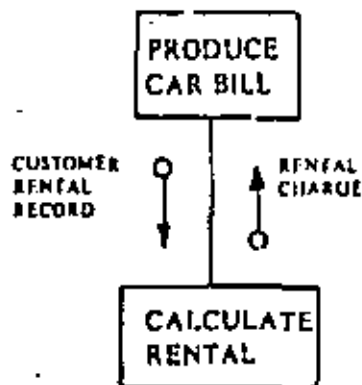 PRODUCE
CAR BILL
CUSTOMER
RENTAL
RECORD
RENTAL
CHARGE
CALCULATE
RENTAL